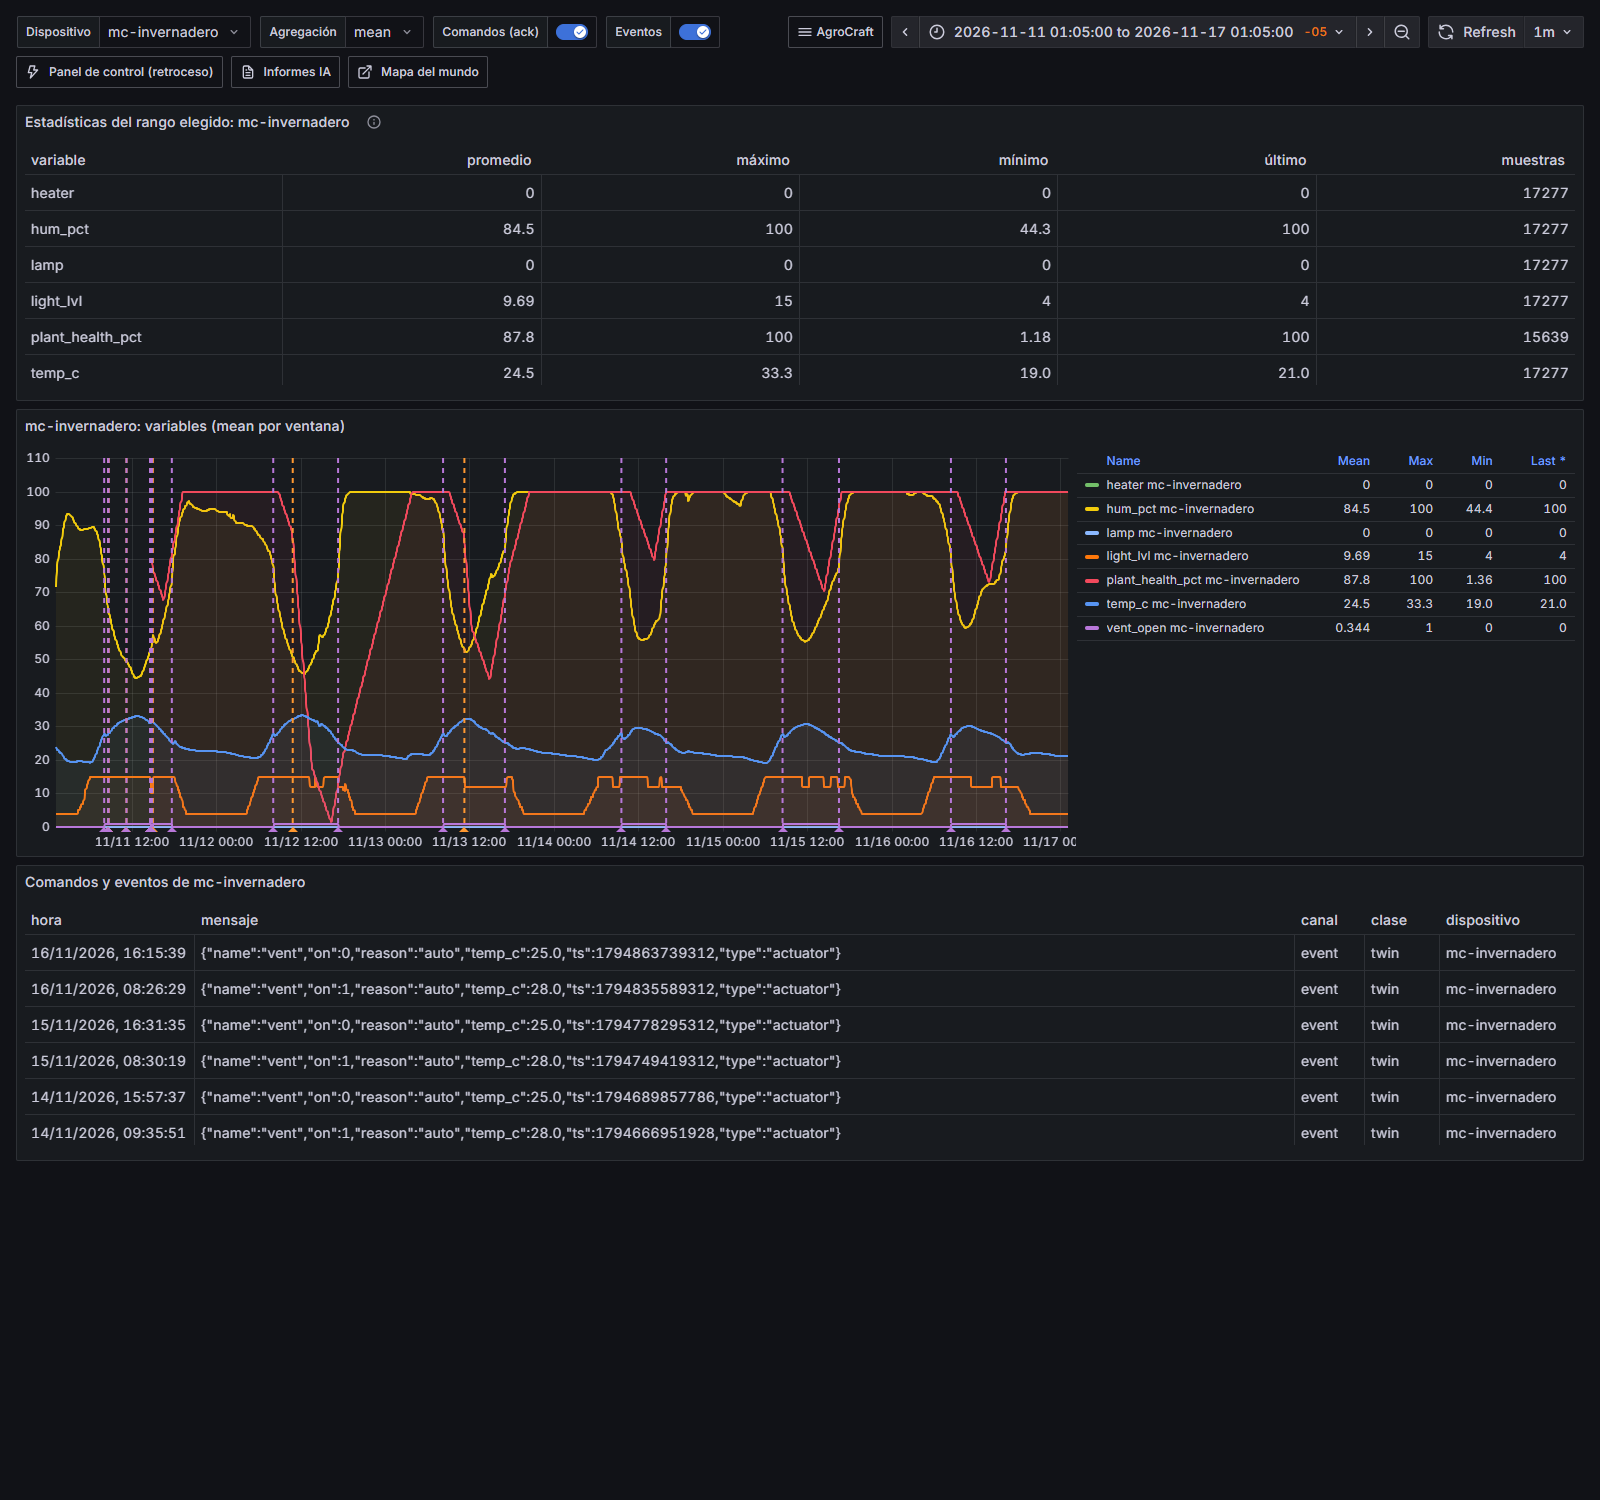 Dispositivo mc-invernadero Agregación mean Comandos (ack) Eventos AgroCraft 2026-11-11 01:05:00 to 2026-11-17 01:05:00 -05 Refresh 1m
Panel de control (retroceso) Informes IA Mapa del mundo
Estadísticas del rango elegido: mc-invernadero
variable promedio máximo mínimo último muestras
heater 0 0 0 0 17277
hum_pct 84.5 100 44.3 100 17277
lamp 0 0 0 0 17277
light_lvl 9.69 15 4 4 17277
plant_health_pct 87.8 100 1.18 100 15639
temp_c 24.5 33.3 19.0 21.0 17277
mc-invernadero: variables (mean por ventana)
110
100
90
80
70
60
50
40
30
20
10
0
11/11 12:00 11/12 00:00 11/12 12:00 11/13 00:00 11/13 12:00 11/14 00:00 11/14 12:00 11/15 00:00 11/15 12:00 11/16 00:00 11/16 12:00 11/17 0
Name Mean Max Min Last *
heater mc-invernadero 0 0 0 0
hum_pct mc-invernadero 84.5 100 44.4 100
lamp mc-invernadero 0 0 0 0
light_lvl mc-invernadero 9.69 15 4 4
plant_health_pct mc-invernadero 87.8 100 1.36 100
temp_c mc-invernadero 24.5 33.3 19.0 21.0
vent_open mc-invernadero 0.344 1 0 0
Comandos y eventos de mc-invernadero
hora mensaje canal clase dispositivo
16/11/2026, 16:15:39 {"name":"vent","on":0,"reason":"auto","temp_c":25.0,"ts":1794863739312,"type":"actuator"} event twin mc-invernadero
16/11/2026, 08:26:29 {"name":"vent","on":1,"reason":"auto","temp_c":28.0,"ts":1794835589312,"type":"actuator"} event twin mc-invernadero
15/11/2026, 16:31:35 {"name":"vent","on":0,"reason":"auto","temp_c":25.0,"ts":1794778295312,"type":"actuator"} event twin mc-invernadero
15/11/2026, 08:30:19 {"name":"vent","on":1,"reason":"auto","temp_c":28.0,"ts":1794749419312,"type":"actuator"} event twin mc-invernadero
14/11/2026, 15:57:37 {"name":"vent","on":0,"reason":"auto","temp_c":25.0,"ts":1794689857786,"type":"actuator"} event twin mc-invernadero
14/11/2026, 09:35:51 {"name":"vent","on":1,"reason":"auto","temp_c":28.0,"ts":1794666951928,"type":"actuator"} event twin mc-invernadero